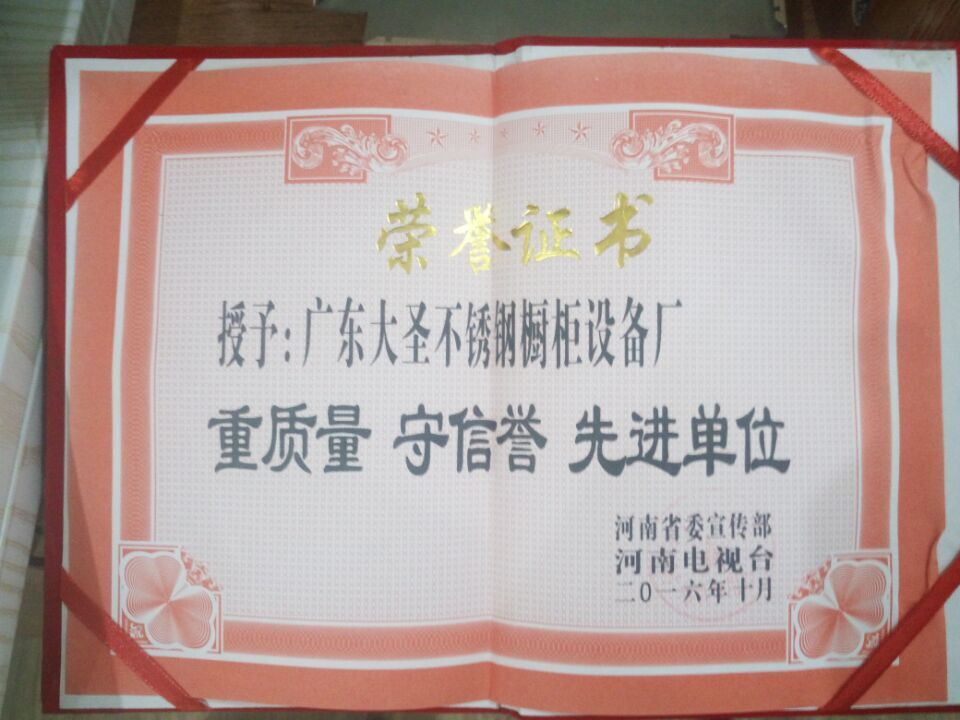 荣誉证书
授予:广东大圣不锈钢橱柜设备厂
重质量 守信誉 先进单位
河南省委宣传部
河南电视台
二〇一六年十月